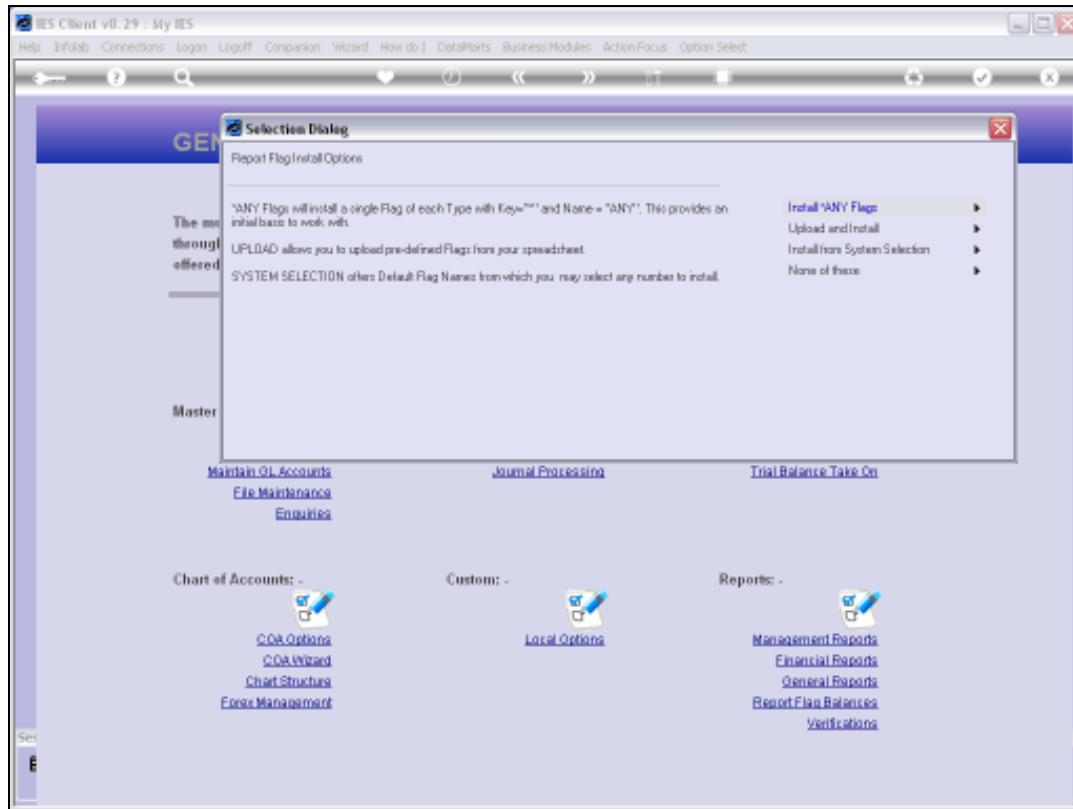 IES Client v0.29 : My IES
Help Infolab Connections Logon Logoff Companion Wizard How do I DataMarts Business Modules Action Focus Option Select
GEN
Selection Dialog
Report Flag Install Options
"ANY Flags will install a single Flag of each Type with Key="*" and Name = "ANY". This provides an
initial basis to work with.
UPLOAD allows you to upload pre-defined Flags from your spreadsheet.
SYSTEM SELECTION offers Default Flag Names from which you may select any number to install.
Install *ANY Flags
Upload and Install
Install from System Selection
None of these
The
through
offered
Master
Maintain GL Accounts
File Maintenance
Enquiries
Journal Processing
Trial Balance Take On
Chart of Accounts: -
COA Options
COA Wizard
Chart Structure
Forex Management
Custom: -
Local Options
Reports: -
Management Reports
Financial Reports
General Reports
Report Flag Balances
Verifications
Se